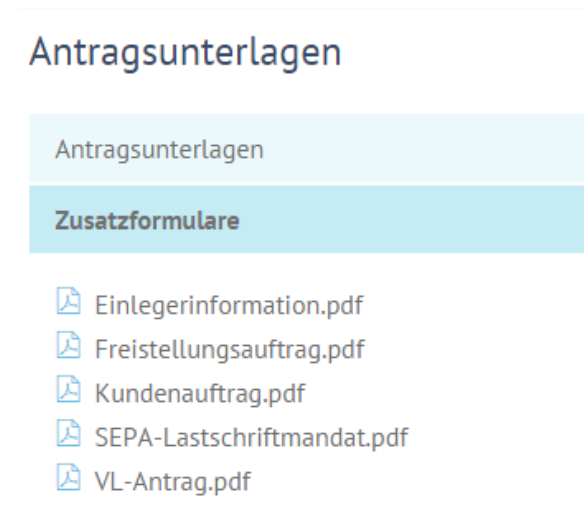 Antragsunterlagen
Antragsunterlagen
Zusatzformulare
Einlegerinformation.pdf
Freistellungsauftrag.pdf
Kundenauftrag.pdf
SEPA-Lastschriftmandat.pdf
VL-Antrag.pdf